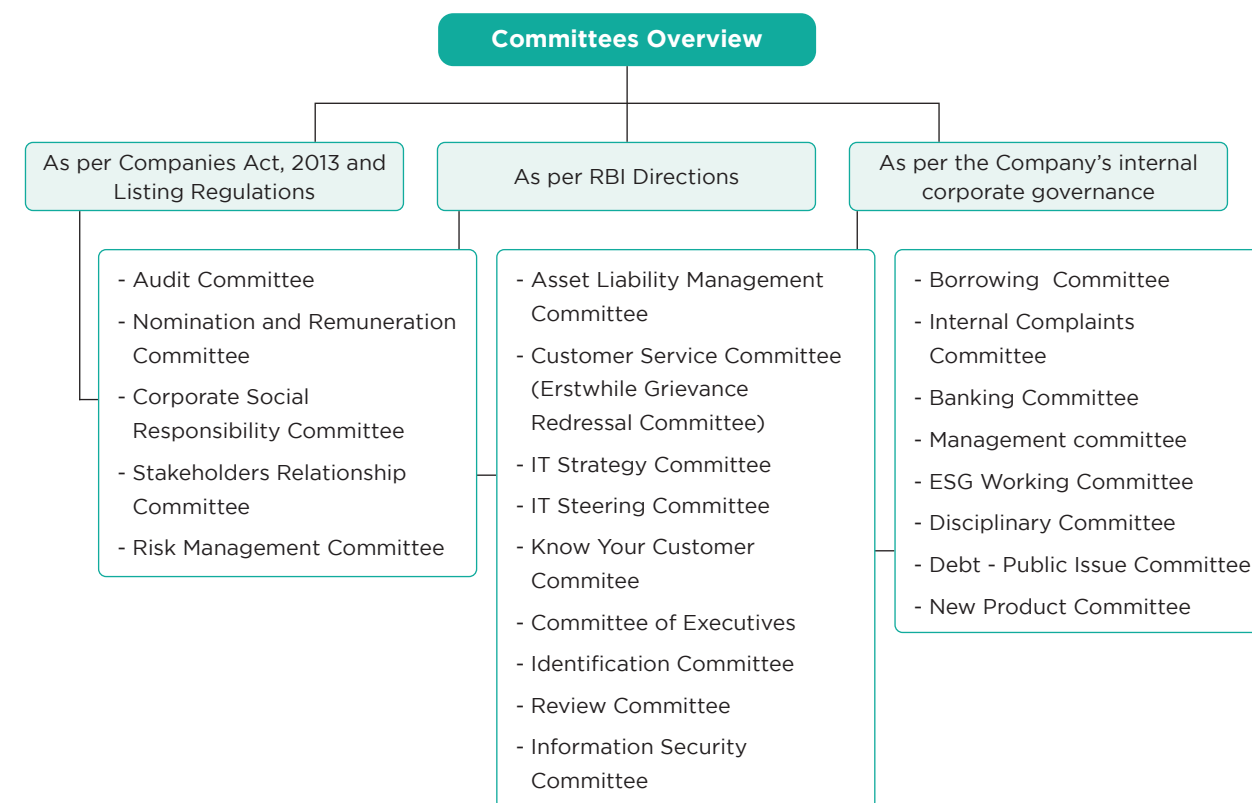 Committees Overview
As per Companies Act, 2013 and
Listing Regulations
As per RBI Directions
As per the Company’s internal
corporate governance
- Audit Committee
- Nomination and Remuneration
Committee
- Corporate Social
Responsibility Committee
- Stakeholders Relationship
Committee
- Risk Management Committee
- Asset Liability Management
Committee
- Customer Service Committee
(Erstwhile Grievance
Redressal Committee)
- IT Strategy Committee
- IT Steering Committee
- Know Your Customer
Commitee
- Committee of Executives
- Identification Committee
- Review Committee
- Information Security
Committee
- Borrowing  Committee
- Internal Complaints
Committee
- Banking Committee
- Management committee
- ESG Working Committee
- Disciplinary Committee
- Debt - Public Issue Committee
- New Product Committee